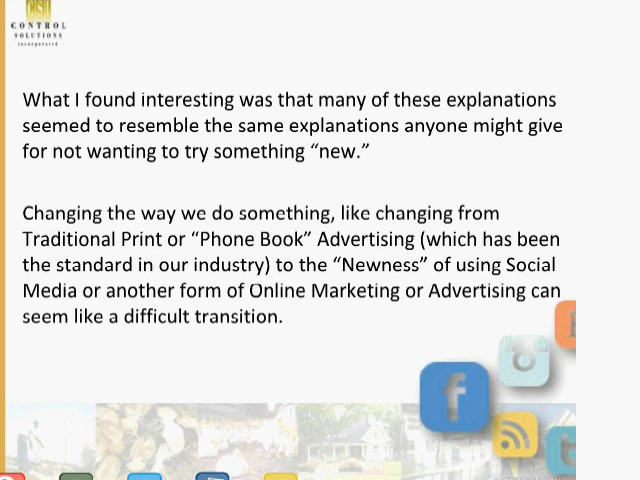 CSI
CONTROL
SOLUTIONS
incorporated
What I found interesting was that many of these explanations
seemed to resemble the same explanations anyone might give
for not wanting to try something “new.”
Changing the way we do something, like changing from
Traditional Print or “Phone Book” Advertising (which has been
the standard in our industry) to the “Newness” of using Social
Media or another form of Online Marketing or Advertising can
seem like a difficult transition.